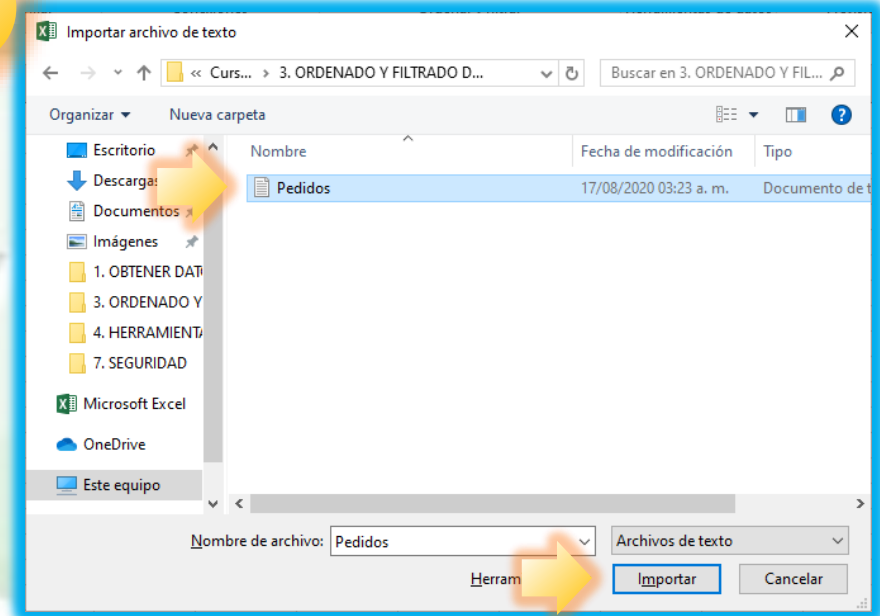 Importar archivo de texto
« Curs... > 3. ORDENADO Y FILTRADO D...
Buscar en 3. ORDENADO Y FIL...
Organizar
Nueva carpeta
Nombre
Fecha de modificación
Tipo
Escritorio
Descargas
Documentos
Imágenes
1. OBTENER DAT
3. ORDENADO Y
4. HERRAMIENTA
7. SEGURIDAD
Microsoft Excel
OneDrive
Este equipo
Pedidos
17/08/2020 03:23 a. m.
Documento de t
Nombre de archivo: Pedidos
Archivos de texto
Herram
Importar
Cancelar